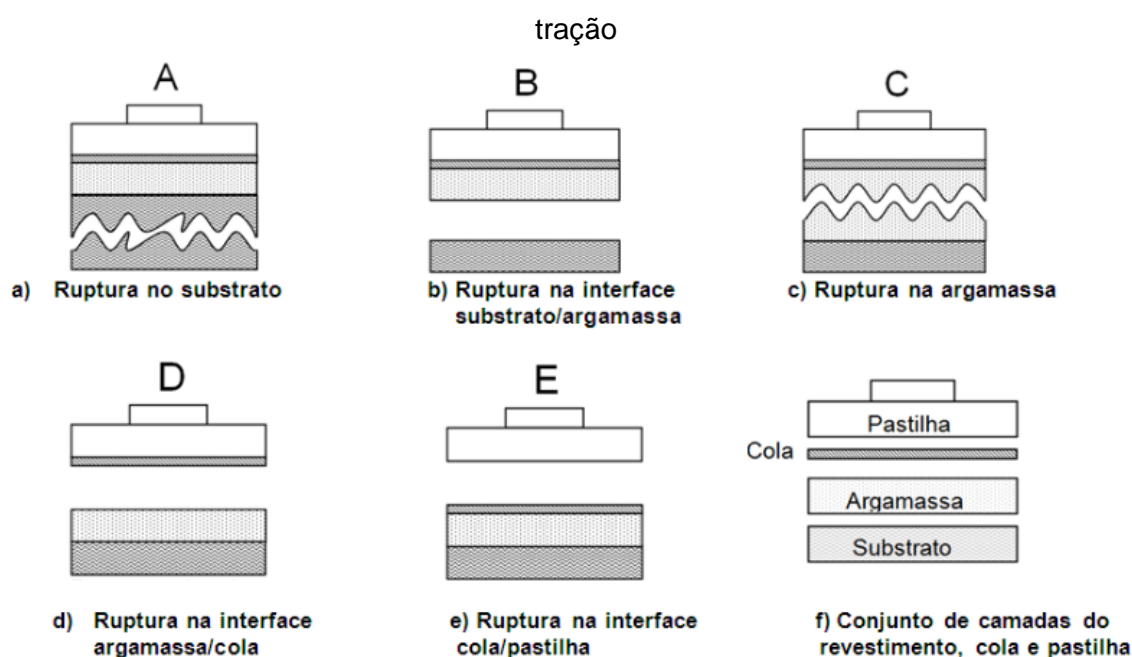 tração
A
B
C
a) Ruptura no substrato
b) Ruptura na interface
substrato/argamassa
c) Ruptura na argamassa
D
E
Pastilha
Cola
Argamassa
Substrato
d) Ruptura na interface
argamassa/cola
e) Ruptura na interface
cola/pastilha
f) Conjunto de camadas do
revestimento, cola e pastilha